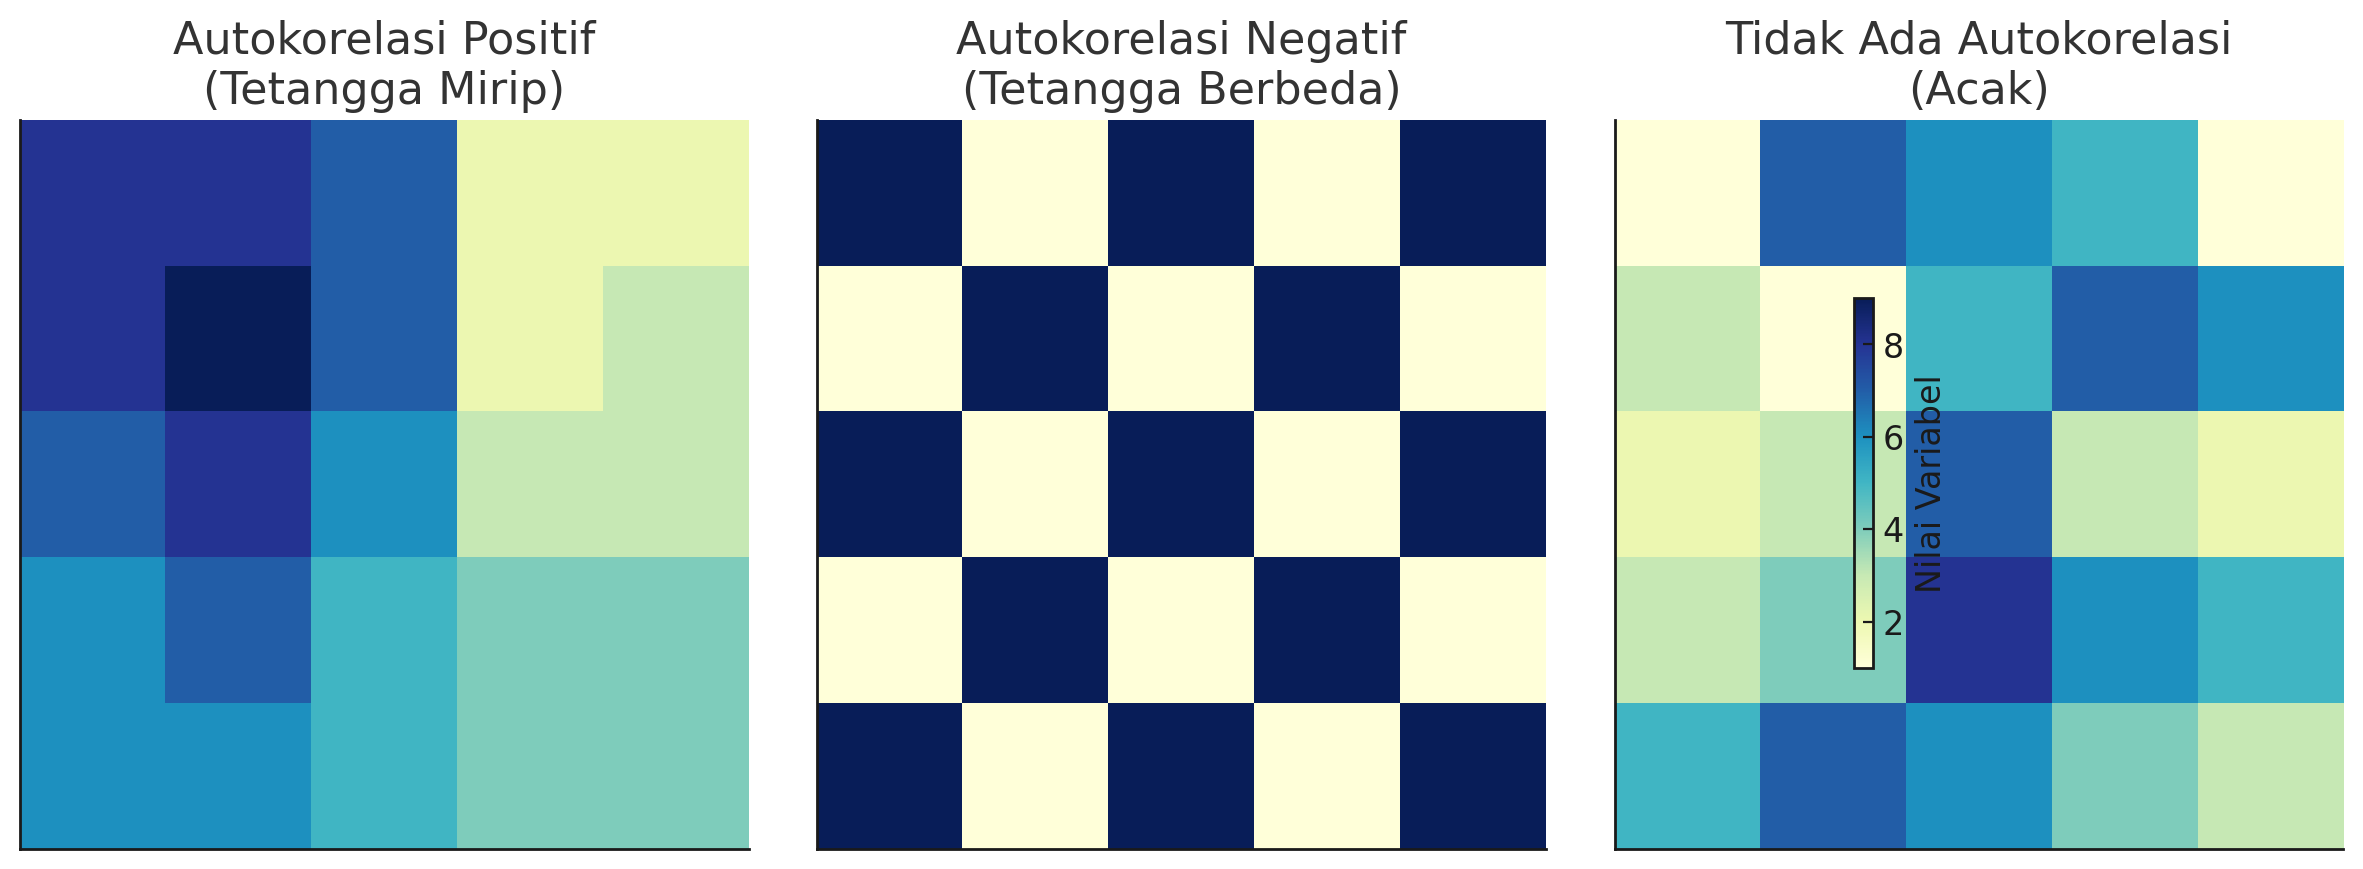 Autokorelasi Positif
(Tetangga Mirip)
Autokorelasi Negatif
(Tetangga Berbeda)
Tidak Ada Autokorelasi
(Acak)
8
6
4
2
Nilai Variabel